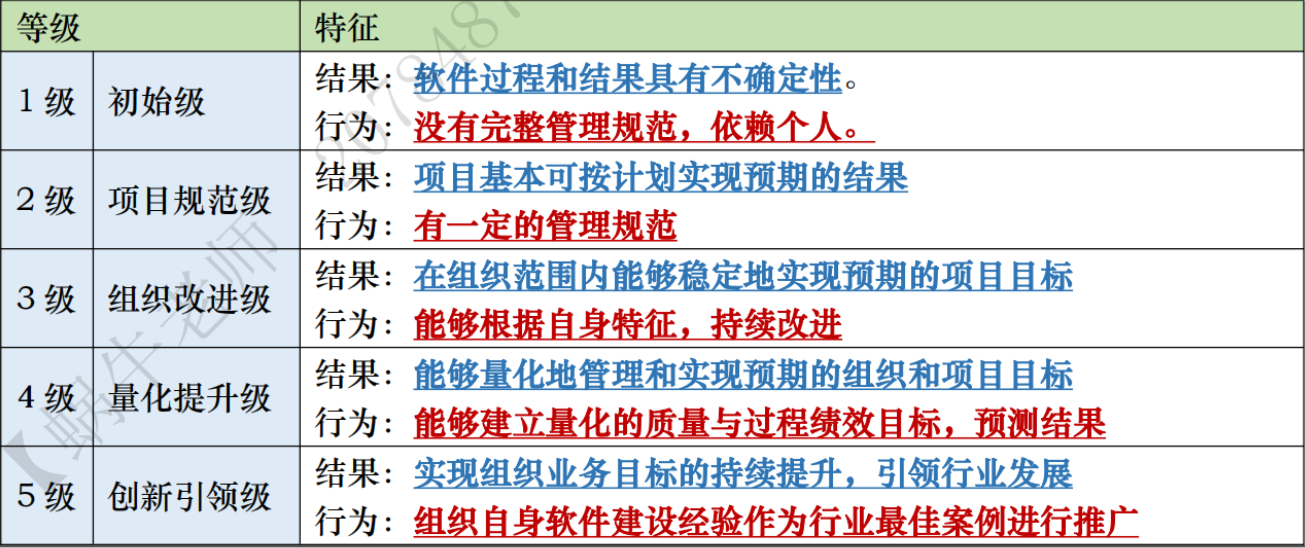 等级 特征
1 级 初始级 结果：软件过程和结果具有不确定性。
行为：没有完整管理规范，依赖个人。
2 级 项目规范级 结果：项目基本可按计划实现预期的结果
行为：有一定的管理规范
3 级 组织改进级 结果：在组织范围内能够稳定地实现预期的项目目标
行为：能够根据自身特征，持续改进
4 级 量化提升级 结果：能够量化地管理和实现预期的组织和项目目标
行为：能够建立量化的质量与过程绩效目标，预测结果
5 级 创新引领级 结果：实现组织业务目标的持续提升，引领行业发展
行为：组织自身软件建设经验作为行业最佳案例进行推广
【蜗牛老师